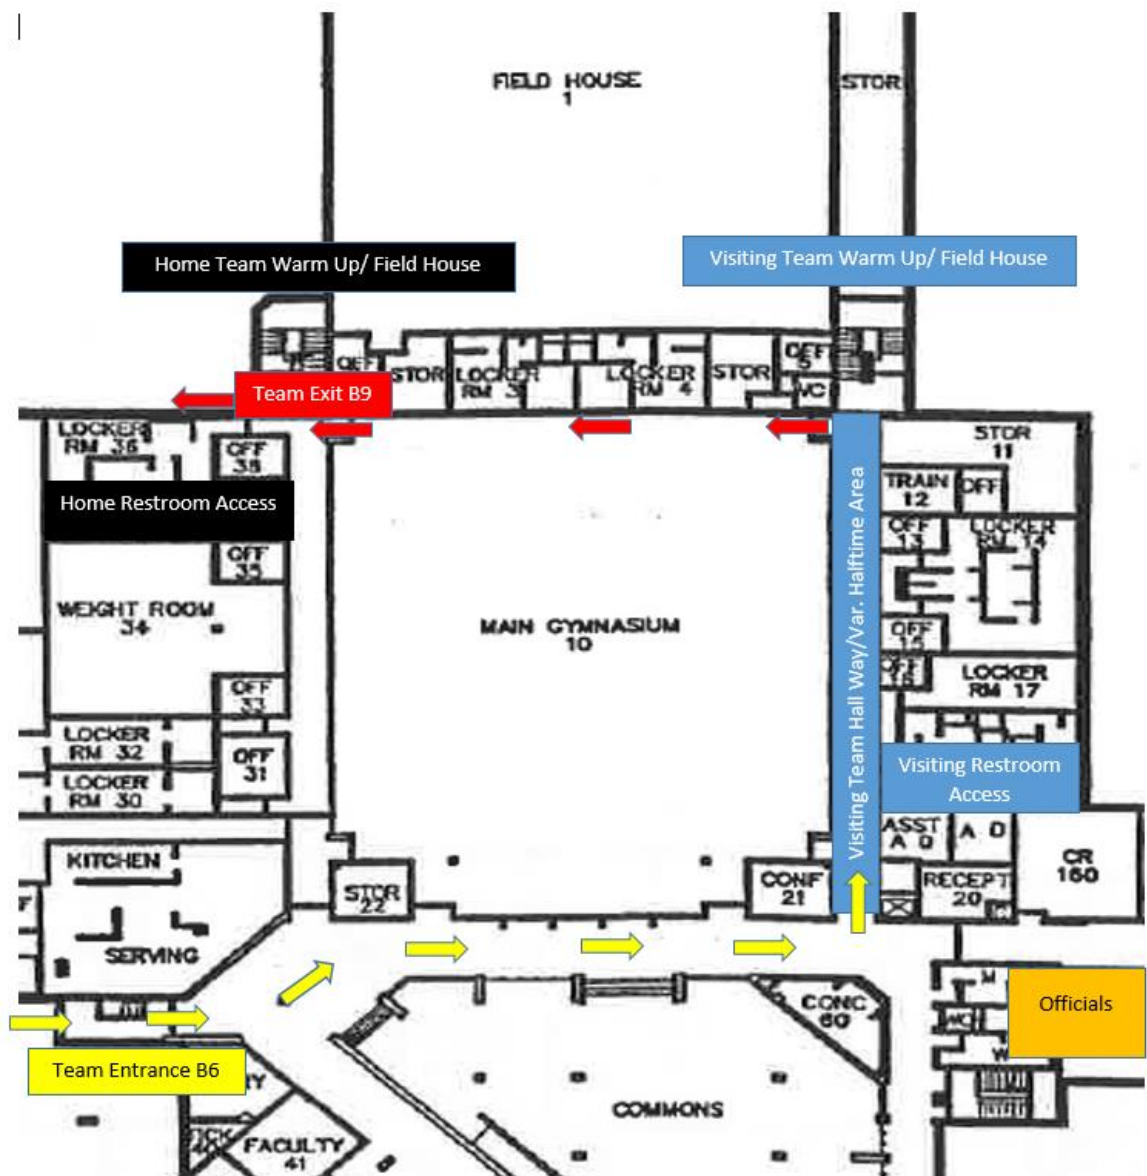 FIELD HOUSE
1
STOR
Home Team Warm Up/ Field House
Visiting Team Warm Up/ Field House
OFF
STOR
LOCKER
RM 3
LOCKER
RM 4
STOR
OFF
5
VC
Team Exit B9
LOCKER
RM 36
OFF
38
Home Restroom Access
OFF
35
WEIGHT ROOM
34
OFF
33
LOCKER
RM 32
OFF
31
LOCKER
RM 30
MAIN GYMNASIUM
10
Visiting Team Hall Way/Var. Halftime Area
STOR
11
TRAIN
12
OFF
OFF
13
LOCKER
RM 14
OFF
15
OFF
LOCKER
RM 17
Visiting Restroom
Access
ASST
A D
A D
CR
160
RECEPT
20
KITCHEN
SERVING
STOR
22
CONF
21
CONC
60
M
Officials
WC
W
Team Entrance B6
RY
COMMONS
FACULTY
41